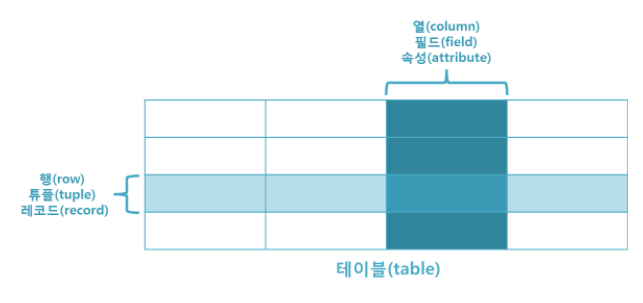 열(column)
필드(field)
속성(attribute)
행(row)
튜플(tuple)
레코드(record)
테이블(table)